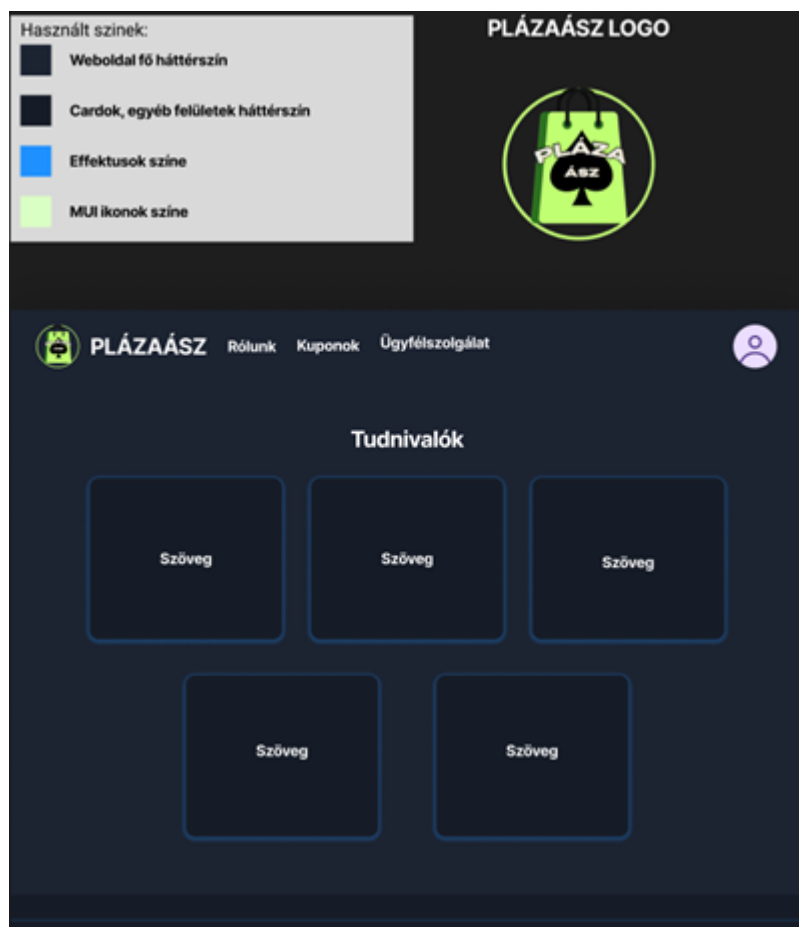 Használt szinek:
Weboldal fő háttérszín
Cardok, egyéb felületek háttérszín
Effektusok színe
MUI ikonok színe
PLÁZAÁSZ LOGO
PLÁZA
ÁSZ
PLÁZAÁSZ Rólunk Kuponok Ügyfélszolgálat
Tudnivalók
Szöveg Szöveg Szöveg
Szöveg Szöveg